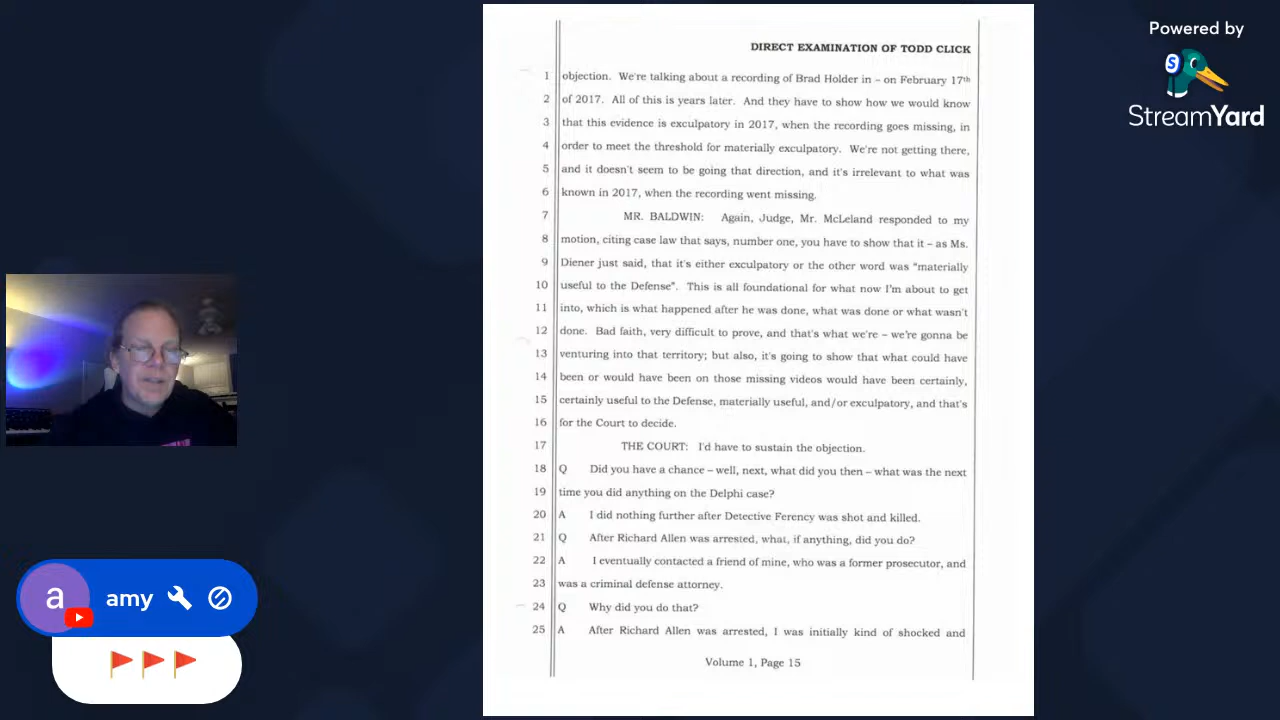 DIRECT EXAMINATION OF TODD CLICK
1 objection. We're talking about a recording of Brad Holder in – on February 17th
2 of 2017. All of this is years later. And they have to show how we would know
3 that this evidence is exculpatory in 2017, when the recording goes missing, in
4 order to meet the threshold for materially exculpatory. We're not getting there,
5 and it doesn't seem to be going that direction, and it's irrelevant to what was
6 known in 2017, when the recording went missing.
7 MR. BALDWIN: Again, Judge, Mr. McLeland responded to my
8 motion, citing case law that says, number one, you have to show that it – as Ms.
9 Diener just said, that it's either exculpatory or the other word was "materially
10 useful to the Defense". This is all foundational for what now I'm about to get
11 into, which is what happened after he was done, what was done or what wasn't
12 done. Bad faith, very difficult to prove, and that's what we're – we're gonna be
13 venturing into that territory; but also, it's going to show that what could have
14 been or would have been on those missing videos would have been certainly,
15 certainly useful to the Defense, materially useful, and/or exculpatory, and that's
16 for the Court to decide.
17 THE COURT: I'd have to sustain the objection.
18 Q Did you have a chance – well, next, what did you then – what was the next
19 time you did anything on the Delphi case?
20 A I did nothing further after Detective Ferency was shot and killed.
21 Q After Richard Allen was arrested, what, if anything, did you do?
22 A I eventually contacted a friend of mine, who was a former prosecutor, and
23 was a criminal defense attorney.
24 Q Why did you do that?
25 A After Richard Allen was arrested, I was initially kind of shocked and
Volume 1, Page 15
Powered by
S
StreamYard
a
amy